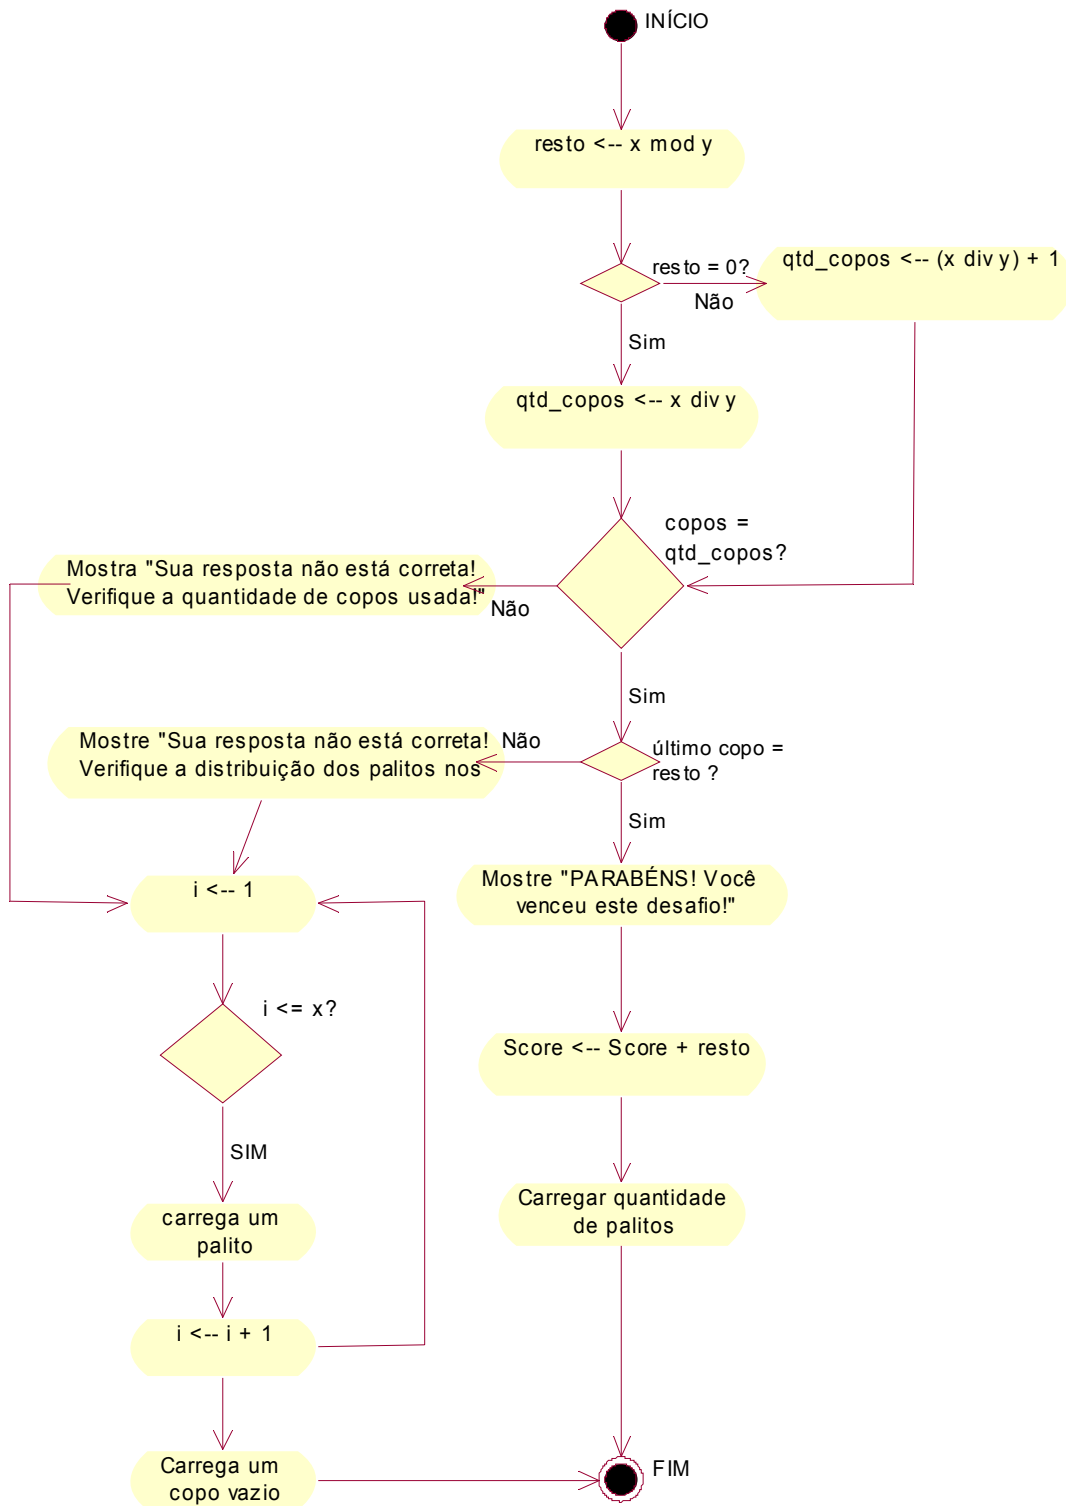 INÍCIO
resto <-- x mod y
resto = 0?
Não
qtd_copos <-- (x div y) + 1
Sim
qtd_copos <-- x div y
copos =
qtd_copos?
Mostra "Sua resposta não está correta!
Verifique a quantidade de copos usada!"
Não
Sim
Mostre "Sua resposta não está correta!
Verifique a distribuição dos palitos nos
Não
último copo =
resto ?
Sim
Mostre "PARABÉNS! Você
venceu este desafio!"
i <-- 1
i <= x?
Score <-- Score + resto
SIM
carrega um
palito
Carregar quantidade
de palitos
i <-- i + 1
Carrega um
copo vazio
FIM